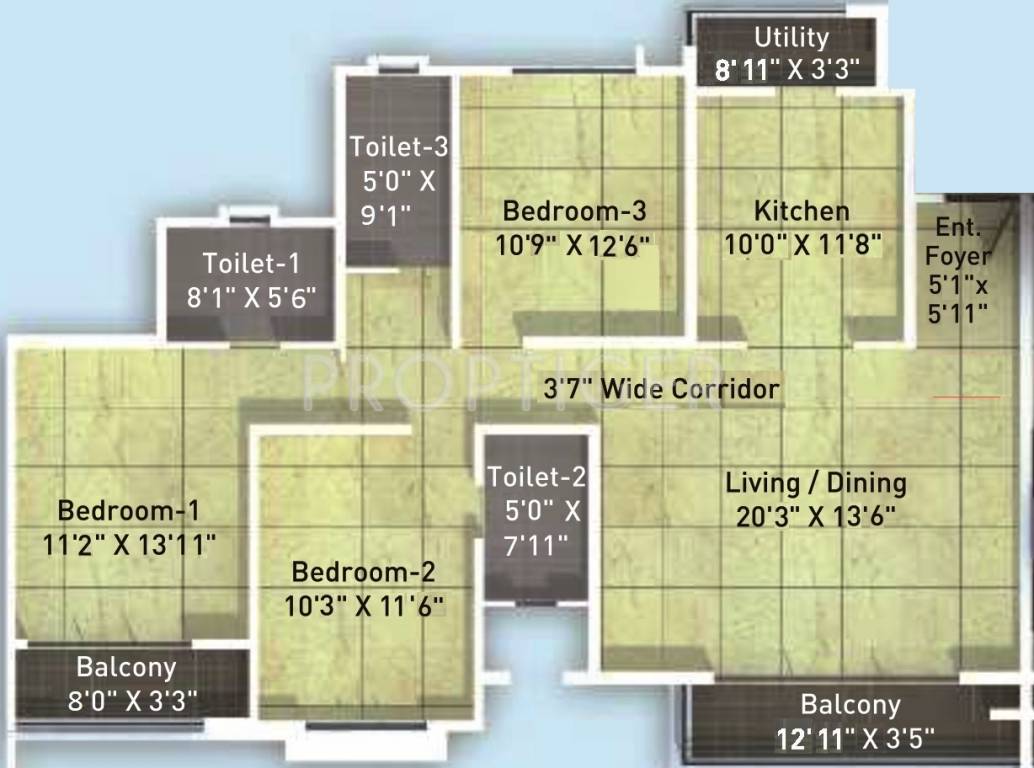 Utility
8'11" X 3'3"
Toilet-3
5'0" X
9'1"
Bedroom-3
10'9" X 12'6"
Kitchen
10'0" X 11'8"
Ent.
Foyer
5'1"x
5'11"
Toilet-1
8'1" X 5'6"
PROPTIGER
3'7" Wide Corridor
Bedroom-1
11'2" X 13'11"
Bedroom-2
10'3" X 11'6"
Toilet-2
5'0" X
7'11"
Living / Dining
20'3" X 13'6"
Balcony
8'0" X 3'3"
Balcony
12'11" X 3'5"